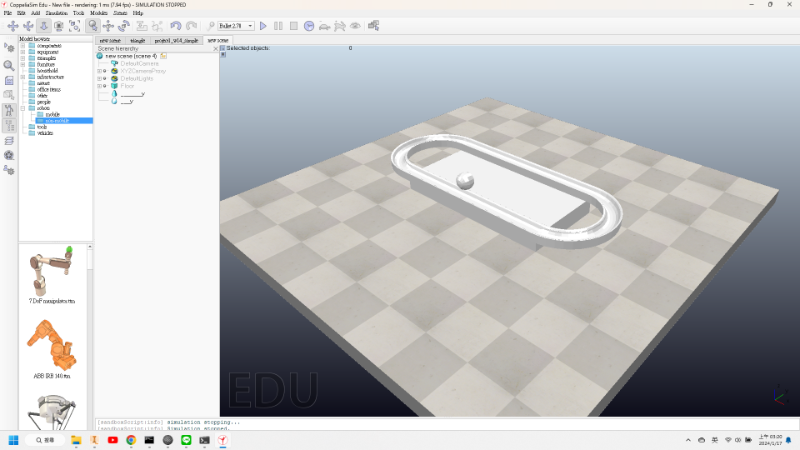 CoppeliaSim Edu - New file - rendering: 1 ms (7.94 fps) - SIMULATION STOPPED
File Edit Add Simulation Tools Modules Scenes Help
Bullet 2.78
Model browser
components
equipment
examples
furniture
household
infrastructure
nature
office items
other
people
robots
mobile
non-mobile
tools
vehicles
7 DoF manipulator.ttm
ABB IRB 140.ttm
new scene
new scene
Scene hierarchy
new scene (scene 4)
DefaultCamera
XYZCameraProxy
DefaultLights
Floor
Selected objects: 0
EDU
[sandboxScript:info] simulation stopping...
[sandboxScript:info] Simulation stopped.
搜尋
英
上午 03:20
2024/1/17